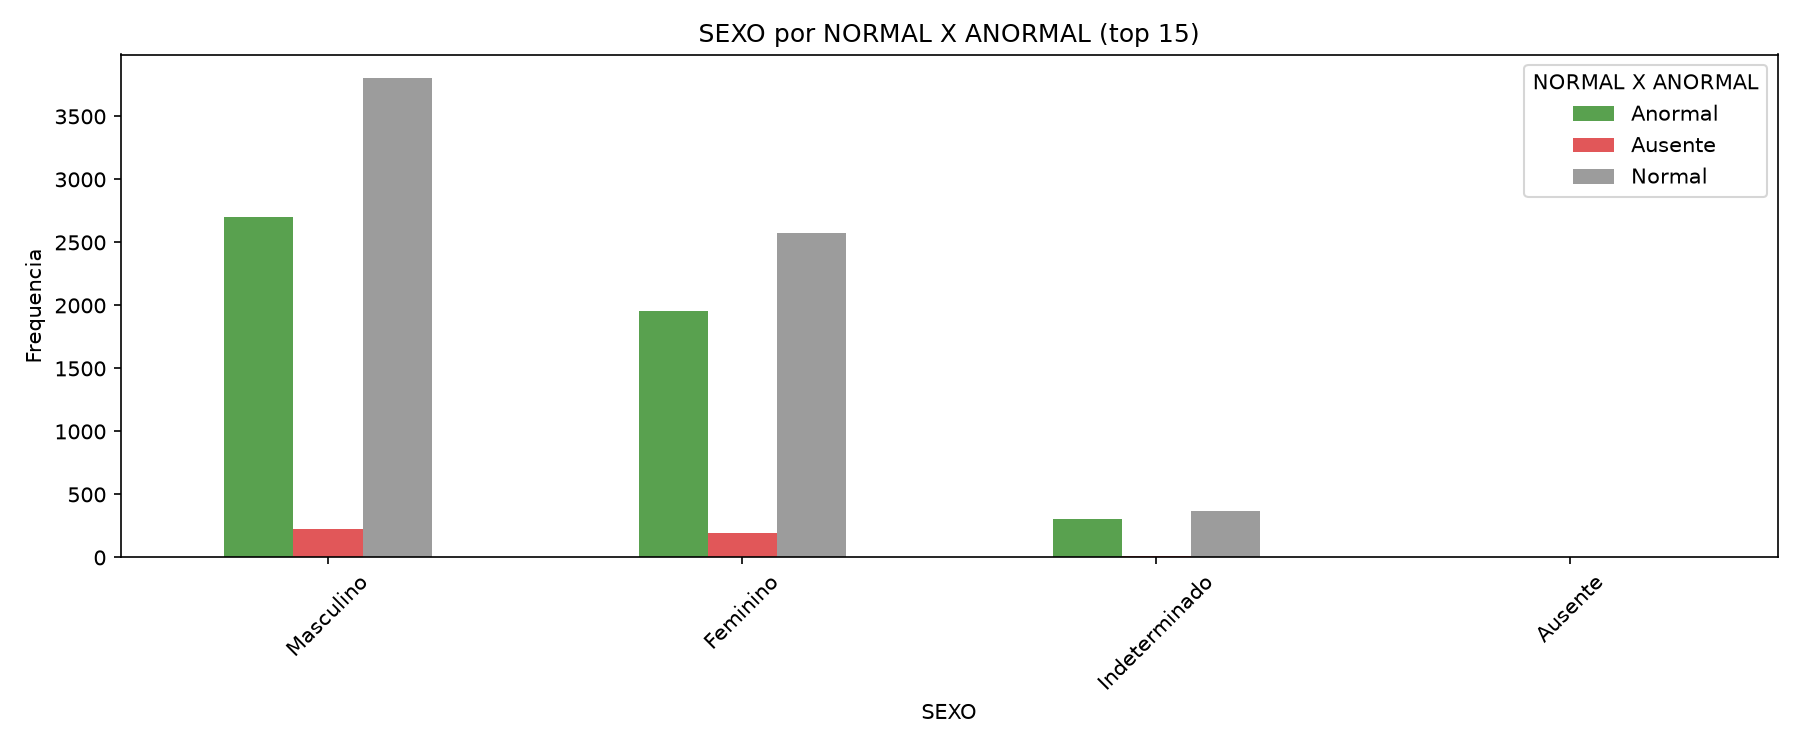 SEXO por NORMAL X ANORMAL (top 15)
NORMAL X ANORMAL
Anormal
Ausente
Normal
Frequencia
3500
3000
2500
2000
1500
1000
500
0
Masculino
Feminino
Indeterminado
Ausente
SEXO